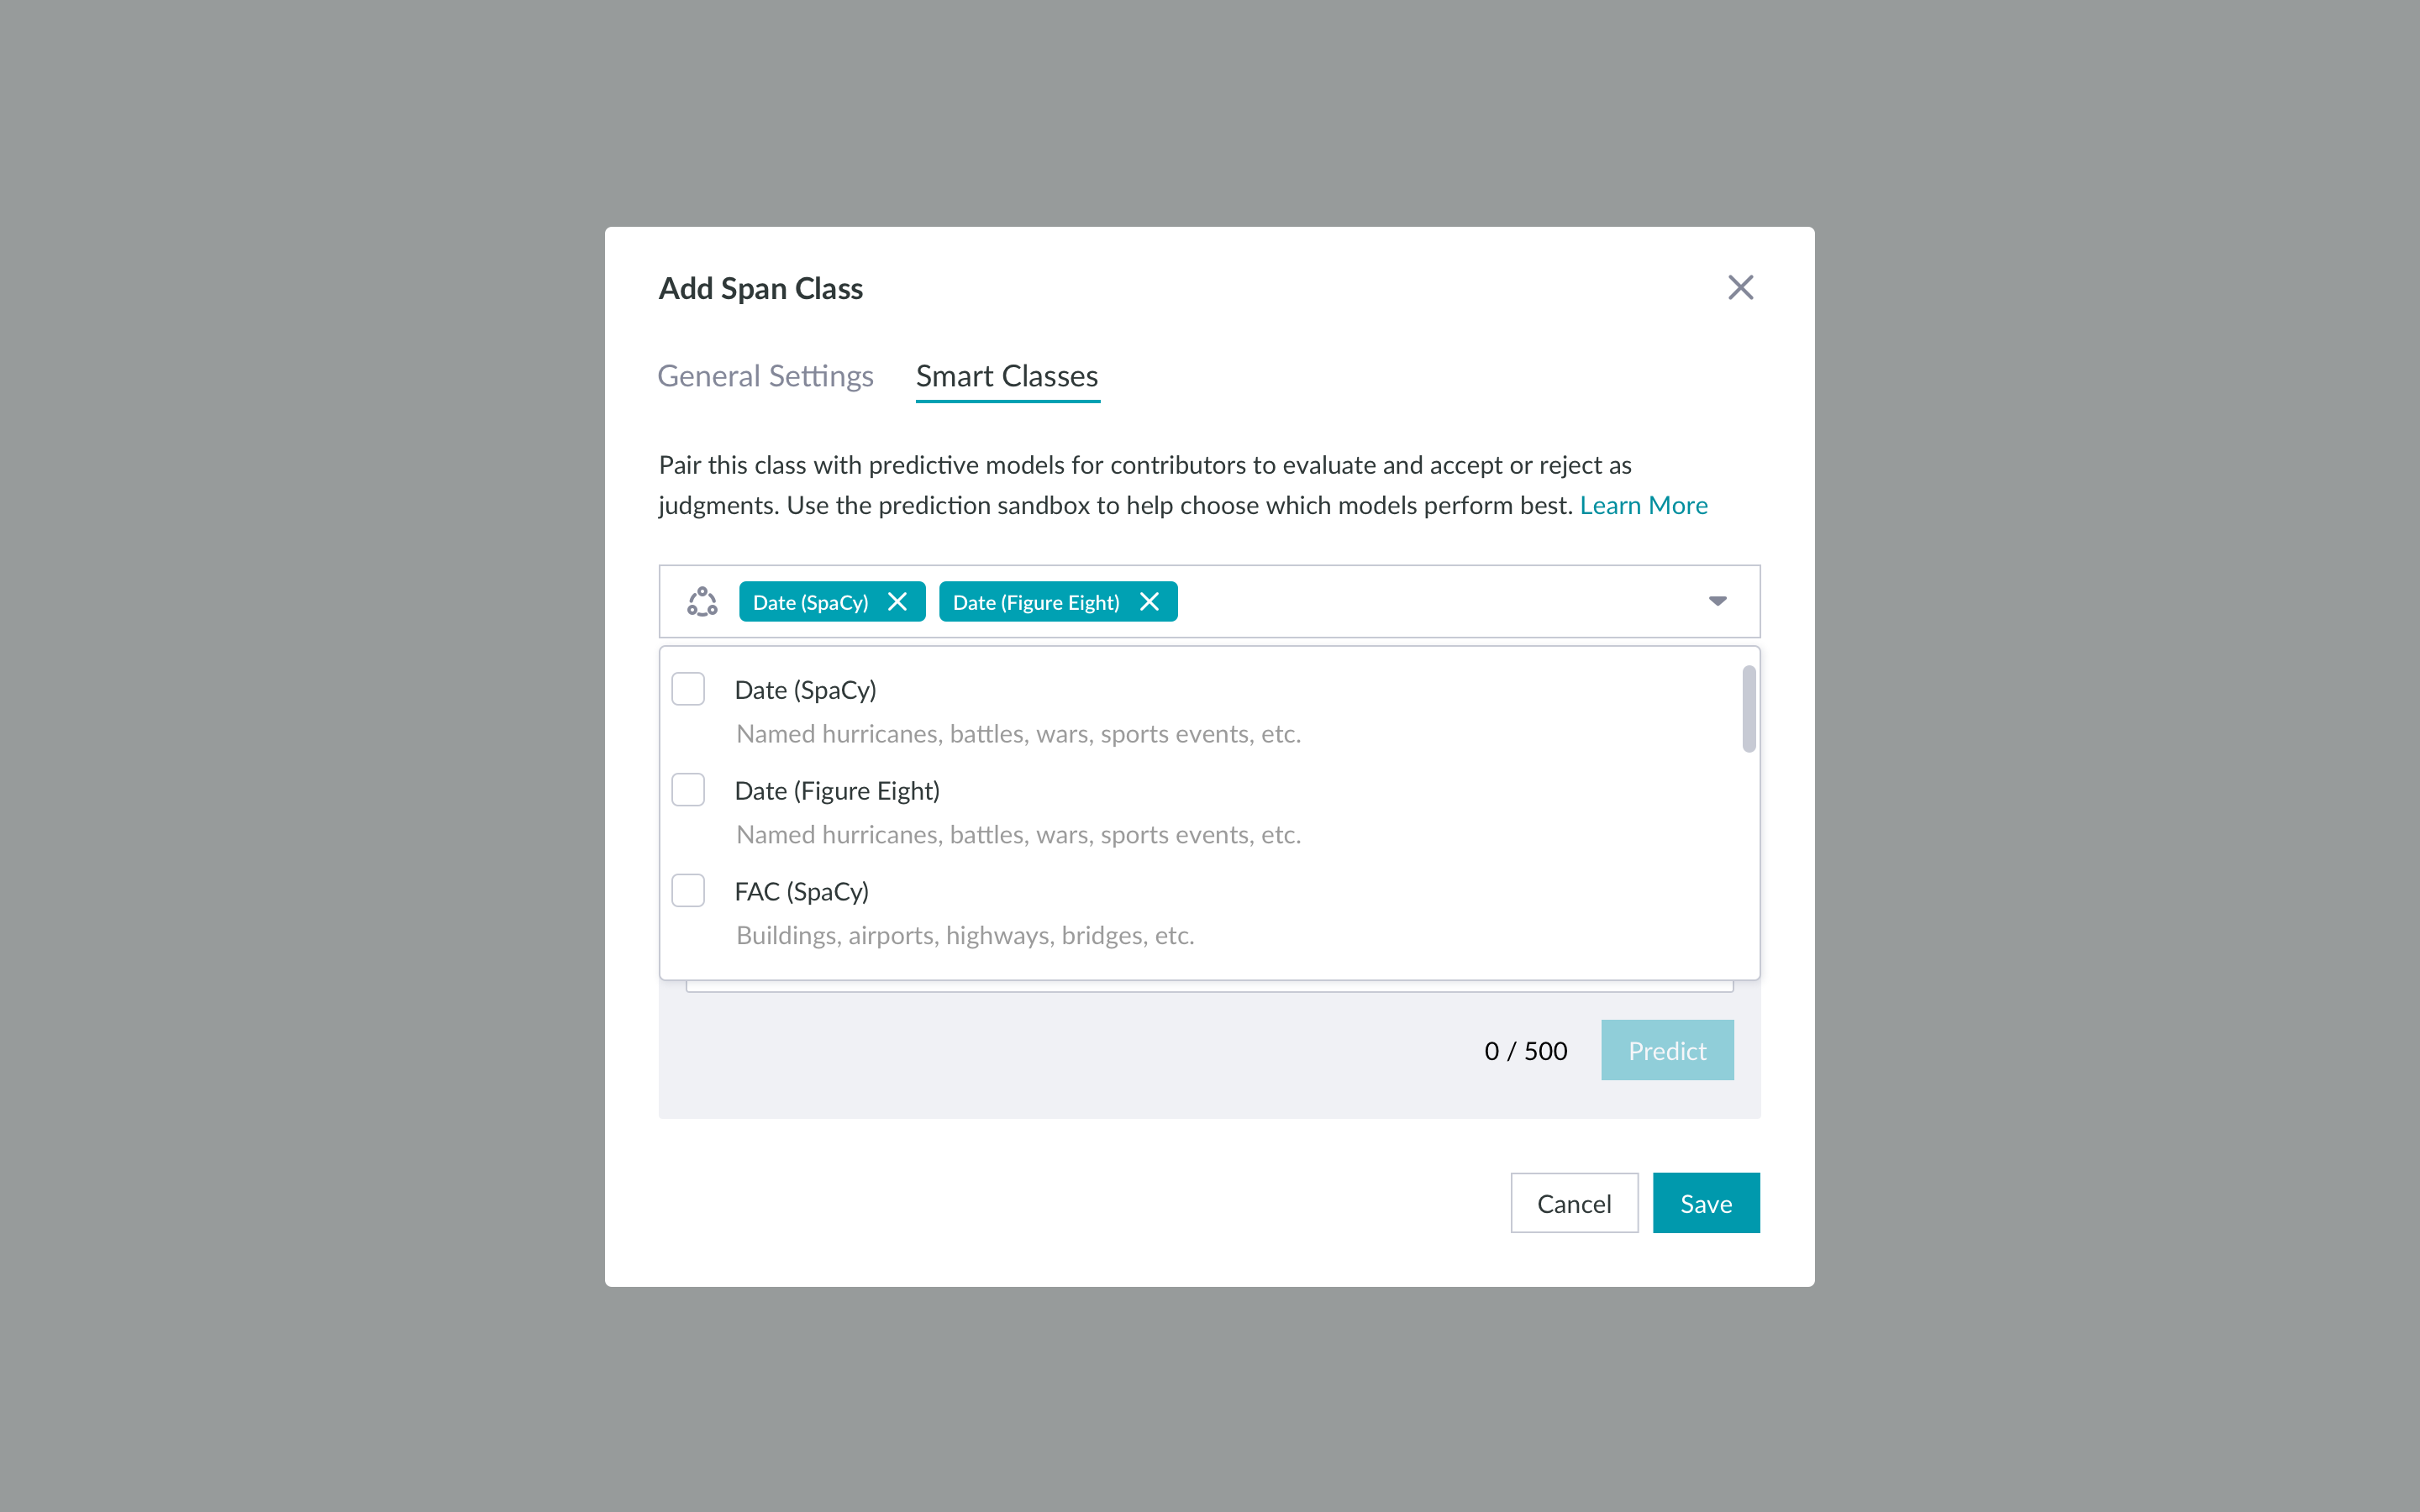 Add Span Class
General Settings Smart Classes
Pair this class with predictive models for contributors to evaluate and accept or reject as
judgments. Use the prediction sandbox to help choose which models perform best. Learn More
Date (SpaCy) Date (Figure Eight)
Date (SpaCy)
Named hurricanes, battles, wars, sports events, etc.
Date (Figure Eight)
Named hurricanes, battles, wars, sports events, etc.
FAC (SpaCy)
Buildings, airports, highways, bridges, etc.
0 / 500 Predict
Cancel Save